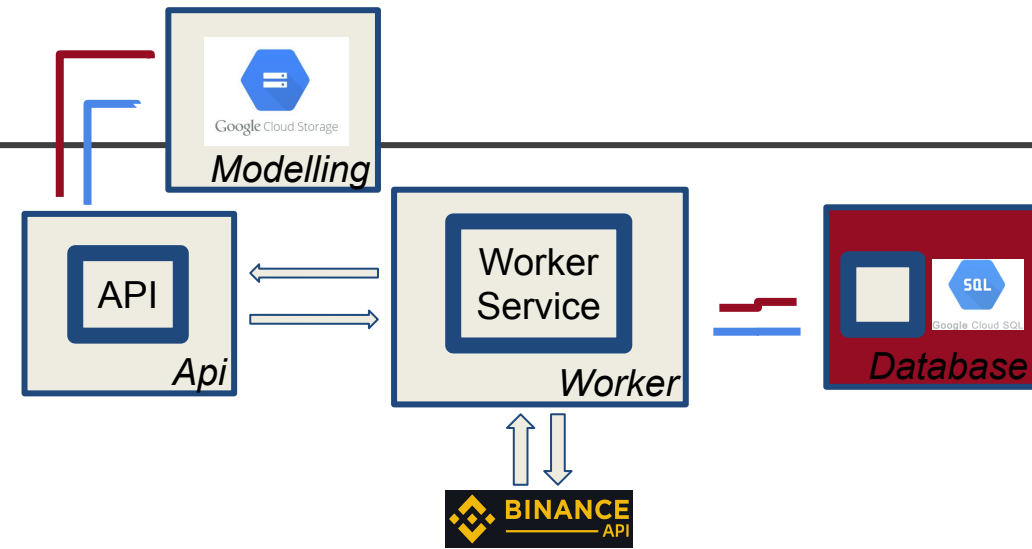 Google Cloud Storage
Modelling
API
Api
Worker
Service
Worker
SQL
Google Cloud SQL
Database
BINANCE
API